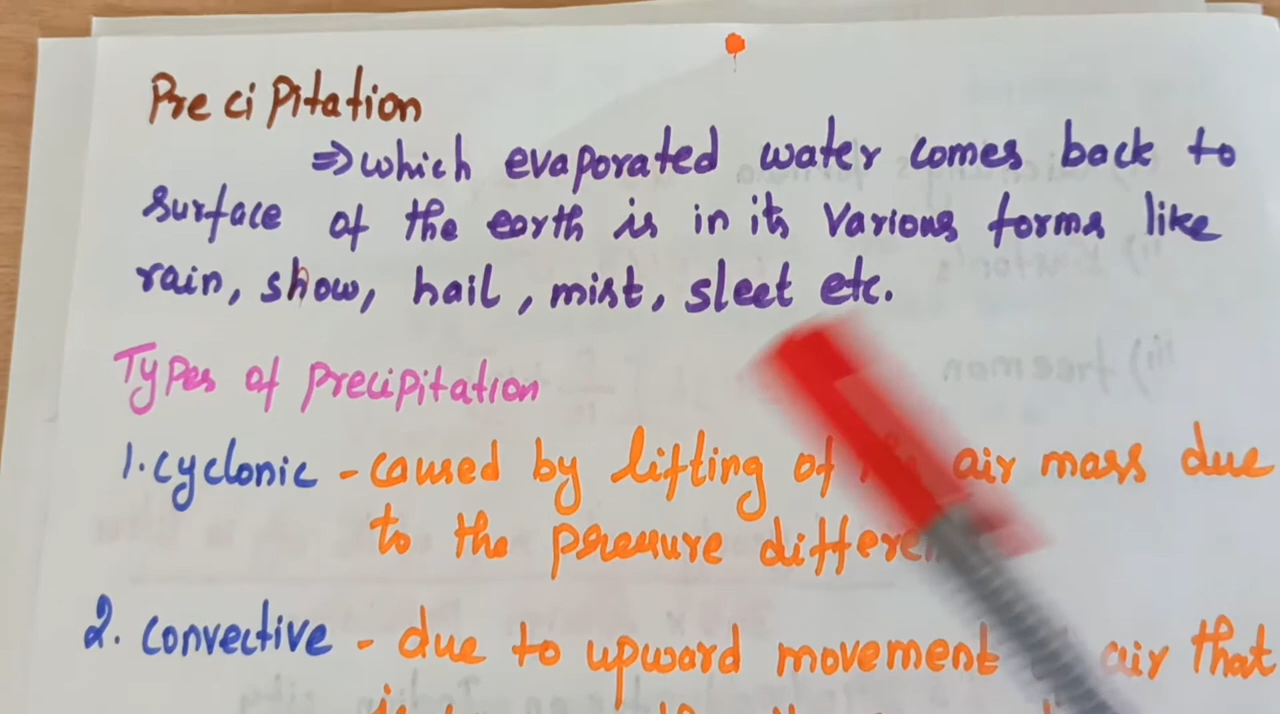 Precipitation
⇒ which evaporated water comes back to
surface of the earth is in its various forms like
rain, show, hail, mist, sleet etc.
Types of precipitation
1. cyclonic - caused by lifting of air mass due
to the pressure differe
2. convective - due to upward movement air that